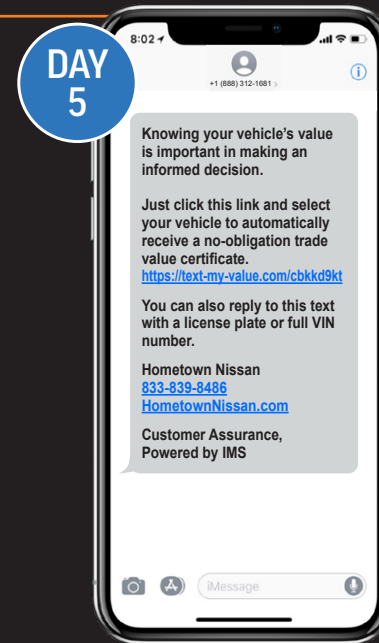 DAY
5
8:02
+1 (888) 312-1681 >
Knowing your vehicle's value
is important in making an
informed decision.
Just click this link and select
your vehicle to automatically
receive a no-obligation trade
value certificate.
https://text-my-value.com/cbkkd9kt
You can also reply to this text
with a license plate or full VIN
number.
Hometown Nissan
833-839-8486
HometownNissan.com
Customer Assurance,
Powered by IMS
iMessage